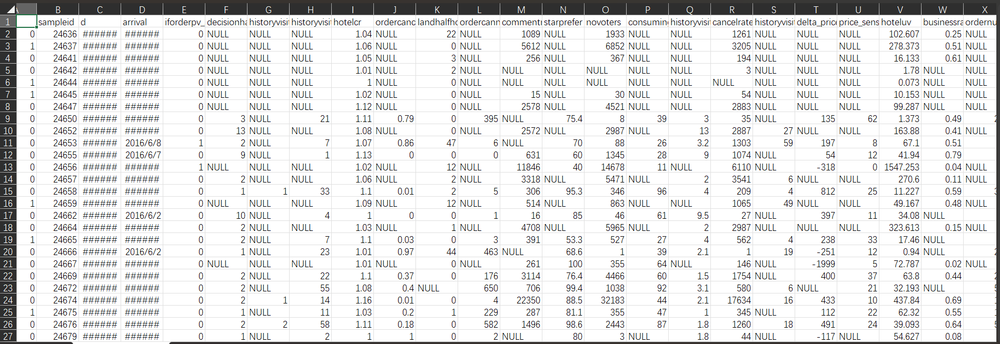 A B C D E F G H I J K L M N O P Q R S T U V W X
1 sampleid d arrival iforderpv_ decisionha historyvisit historyvisit hotelcr ordercanc landhalfho ordercann commentn starprefer novoters consuming historyvisit cancelrate historyvisit delta_price price_sens hoteluv businessra ordernu
2 0 24636 ###### ###### 0 NULL NULL NULL 1.04 NULL 22 NULL 1089 NULL 1933 NULL NULL 1261 NULL NULL NULL 102.607 0.25 NULL
3 1 24637 ###### ###### 0 NULL NULL NULL 1.06 NULL 0 NULL 5612 NULL 6852 NULL NULL 3205 NULL NULL NULL 278.373 0.51 NULL
4 0 24641 ###### ###### 0 NULL NULL NULL 1.05 NULL 3 NULL 256 NULL 367 NULL NULL 194 NULL NULL NULL 16.133 0.61 NULL
5 0 24642 ###### ###### 0 NULL NULL NULL 1.01 NULL 2 NULL NULL NULL NULL NULL NULL 3 NULL NULL NULL 1.78 NULL NULL
6 1 24644 ###### ###### 0 NULL NULL NULL 1 NULL 0 NULL NULL NULL NULL NULL NULL NULL NULL NULL NULL 0.073 NULL NULL
7 1 24645 ###### ###### 0 NULL NULL NULL 1.02 NULL 0 NULL 15 NULL 30 NULL NULL 54 NULL NULL NULL 10.153 NULL NULL
8 0 24647 ###### ###### 0 NULL NULL NULL 1.12 NULL 0 NULL 2578 NULL 4521 NULL NULL 2883 NULL NULL NULL 99.287 NULL NULL
9 0 24650 ###### ###### 0 3 NULL 21 1.11 0.79 0 395 NULL 75.4 8 39 3 35 NULL 135 62 1.373 0.49
10 0 24652 ###### ###### 0 13 NULL NULL 1.08 NULL 0 NULL 2572 NULL 2987 NULL 13 2887 27 NULL NULL 163.88 0.41 NULL
11 0 24653 ###### 2016/6/8 1 2 NULL 7 1.07 0.86 47 6 NULL 70 88 26 3.2 1303 59 197 8 67.1 0.51
12 0 24655 ###### 2016/6/7 0 9 NULL 1 1.13 0 0 0 631 60 1345 28 9 1074 NULL 54 12 41.94 0.79
13 0 24656 ###### ###### 1 NULL NULL NULL 1.02 NULL 12 NULL 11846 40 14678 11 NULL 6110 NULL -318 0 1547.253 0.04 NULL
14 0 24657 ###### ###### 0 2 NULL NULL 1.06 NULL 2 NULL 3318 NULL 5471 NULL 2 3541 6 NULL NULL 270.6 0.11 NULL
15 0 24658 ###### ###### 0 1 1 33 1.1 0.01 2 5 306 95.3 346 96 4 209 4 812 25 11.227 0.59
16 1 24659 ###### ###### 0 NULL NULL NULL 1.09 NULL 12 NULL 514 NULL 863 NULL NULL 1065 49 NULL NULL 49.167 0.48 NULL
17 0 24662 ###### 2016/6/2 0 10 NULL 4 1 0 0 1 16 85 46 61 9.5 27 NULL 397 11 34.08 NULL
18 0 24664 ###### ###### 0 2 NULL NULL 1.03 NULL 1 NULL 4708 NULL 5965 NULL 2 2987 NULL NULL NULL 323.613 0.15 NULL
19 1 24665 ###### ###### 0 2 NULL 7 1.1 0.03 0 3 391 53.3 527 27 4 562 4 238 33 17.46 NULL
20 0 24666 ###### 2016/6/2 0 1 NULL 23 1.01 0.97 44 463 NULL 68.6 1 39 2.1 1 19 -251 12 0.94 NULL
21 0 24667 ###### ###### 0 NULL NULL NULL 1.01 NULL 0 NULL 261 100 355 64 NULL 146 NULL -1999 5 72.787 0.02 NULL
22 0 24669 ###### ###### 0 2 NULL 22 1.1 0.37 0 176 3114 76.4 4466 60 1.5 1754 NULL 400 37 63.8 0.44
23 0 24672 ###### ###### 0 2 NULL 55 1.08 0.4 NULL 650 706 99.4 1038 92 3.1 580 6 NULL 21 32.193 NULL
24 0 24674 ###### ###### 0 2 1 14 1.16 0.01 0 4 22350 88.5 32183 44 2.1 17634 16 433 10 437.84 0.69
25 1 24675 ###### ###### 0 1 NULL 11 1.03 0.2 1 229 287 81.1 355 47 1 345 NULL 112 22 62.32 0.55
26 0 24676 ###### ###### 0 2 2 58 1.11 0.18 0 582 1496 98.6 2443 87 1.8 1260 18 491 24 39.093 0.64
27 0 24679 ###### ###### 0 1 NULL 2 1 1 0 2 NULL 80 3 NULL 1.8 44 NULL -117 NULL 54.627 0.08